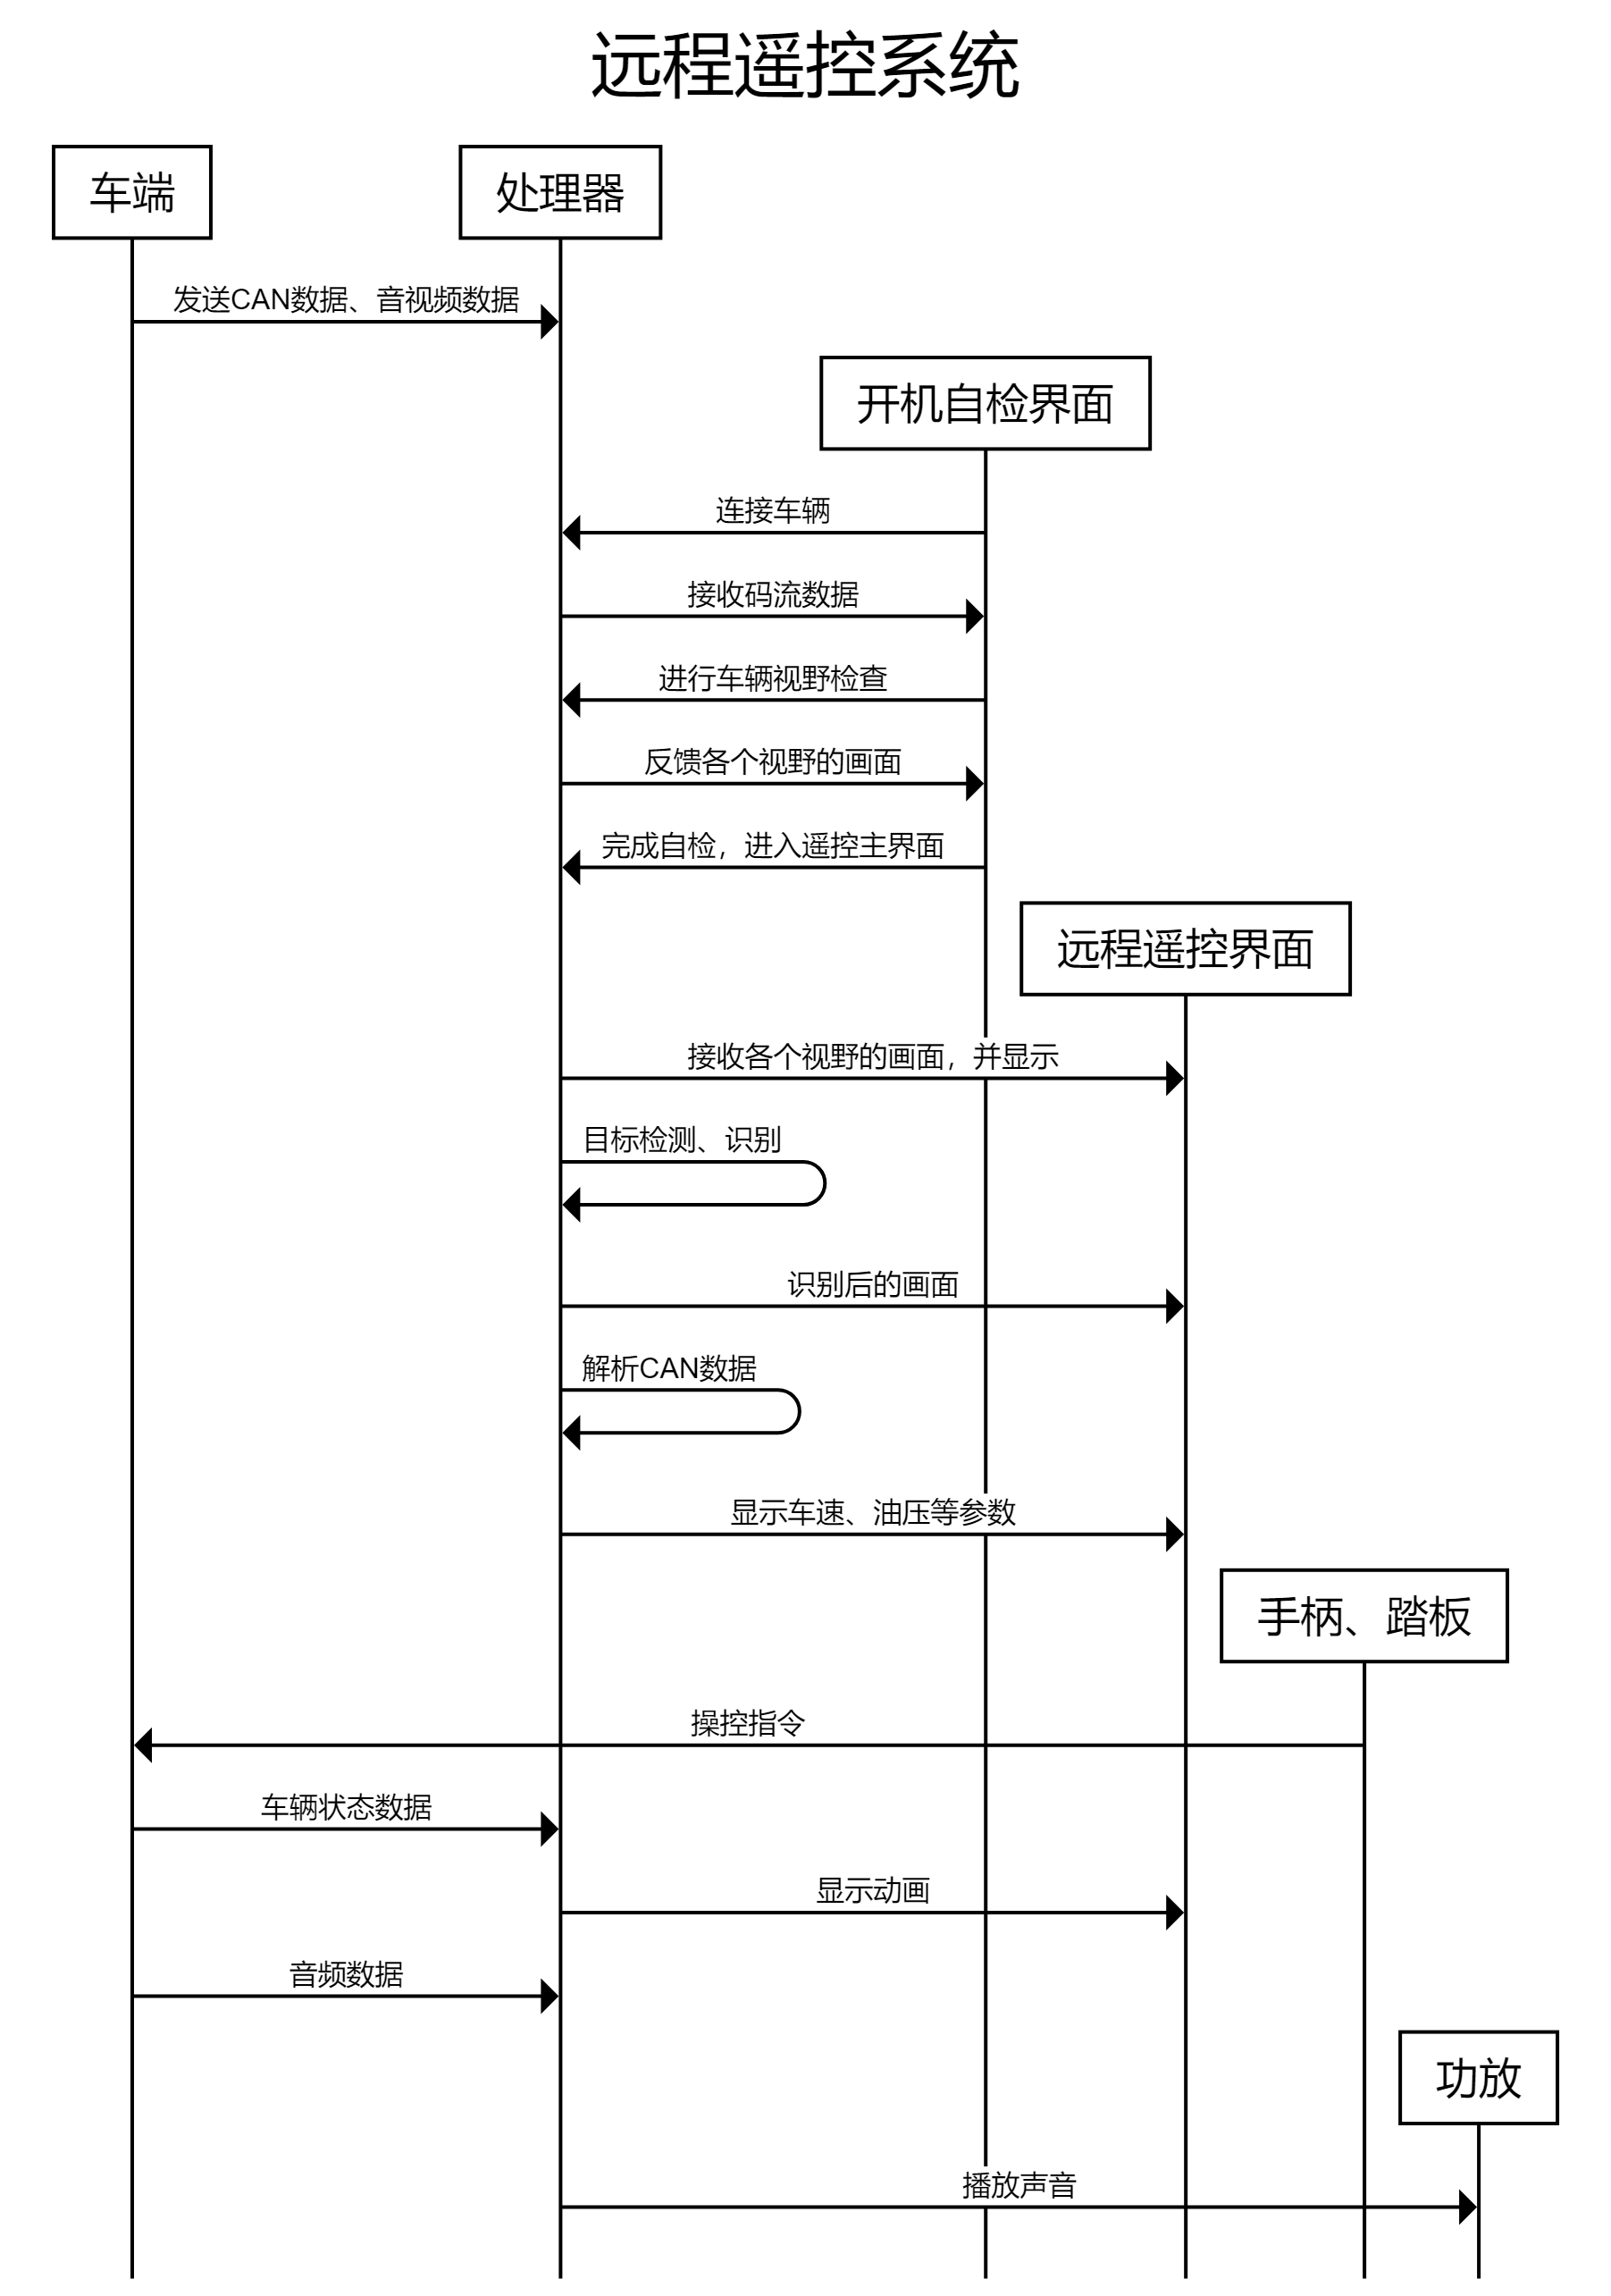 远程遥控系统
车端
处理器
发送CAN数据、音视频数据
开机自检界面
连接车辆
接收码流数据
进行车辆视野检查
反馈各个视野的画面
完成自检，进入遥控主界面
远程遥控界面
接收各个视野的画面，并显示
目标检测、识别
识别后的画面
解析CAN数据
显示车速、油压等参数
手柄、踏板
操控指令
车辆状态数据
显示动画
音频数据
功放
播放声音